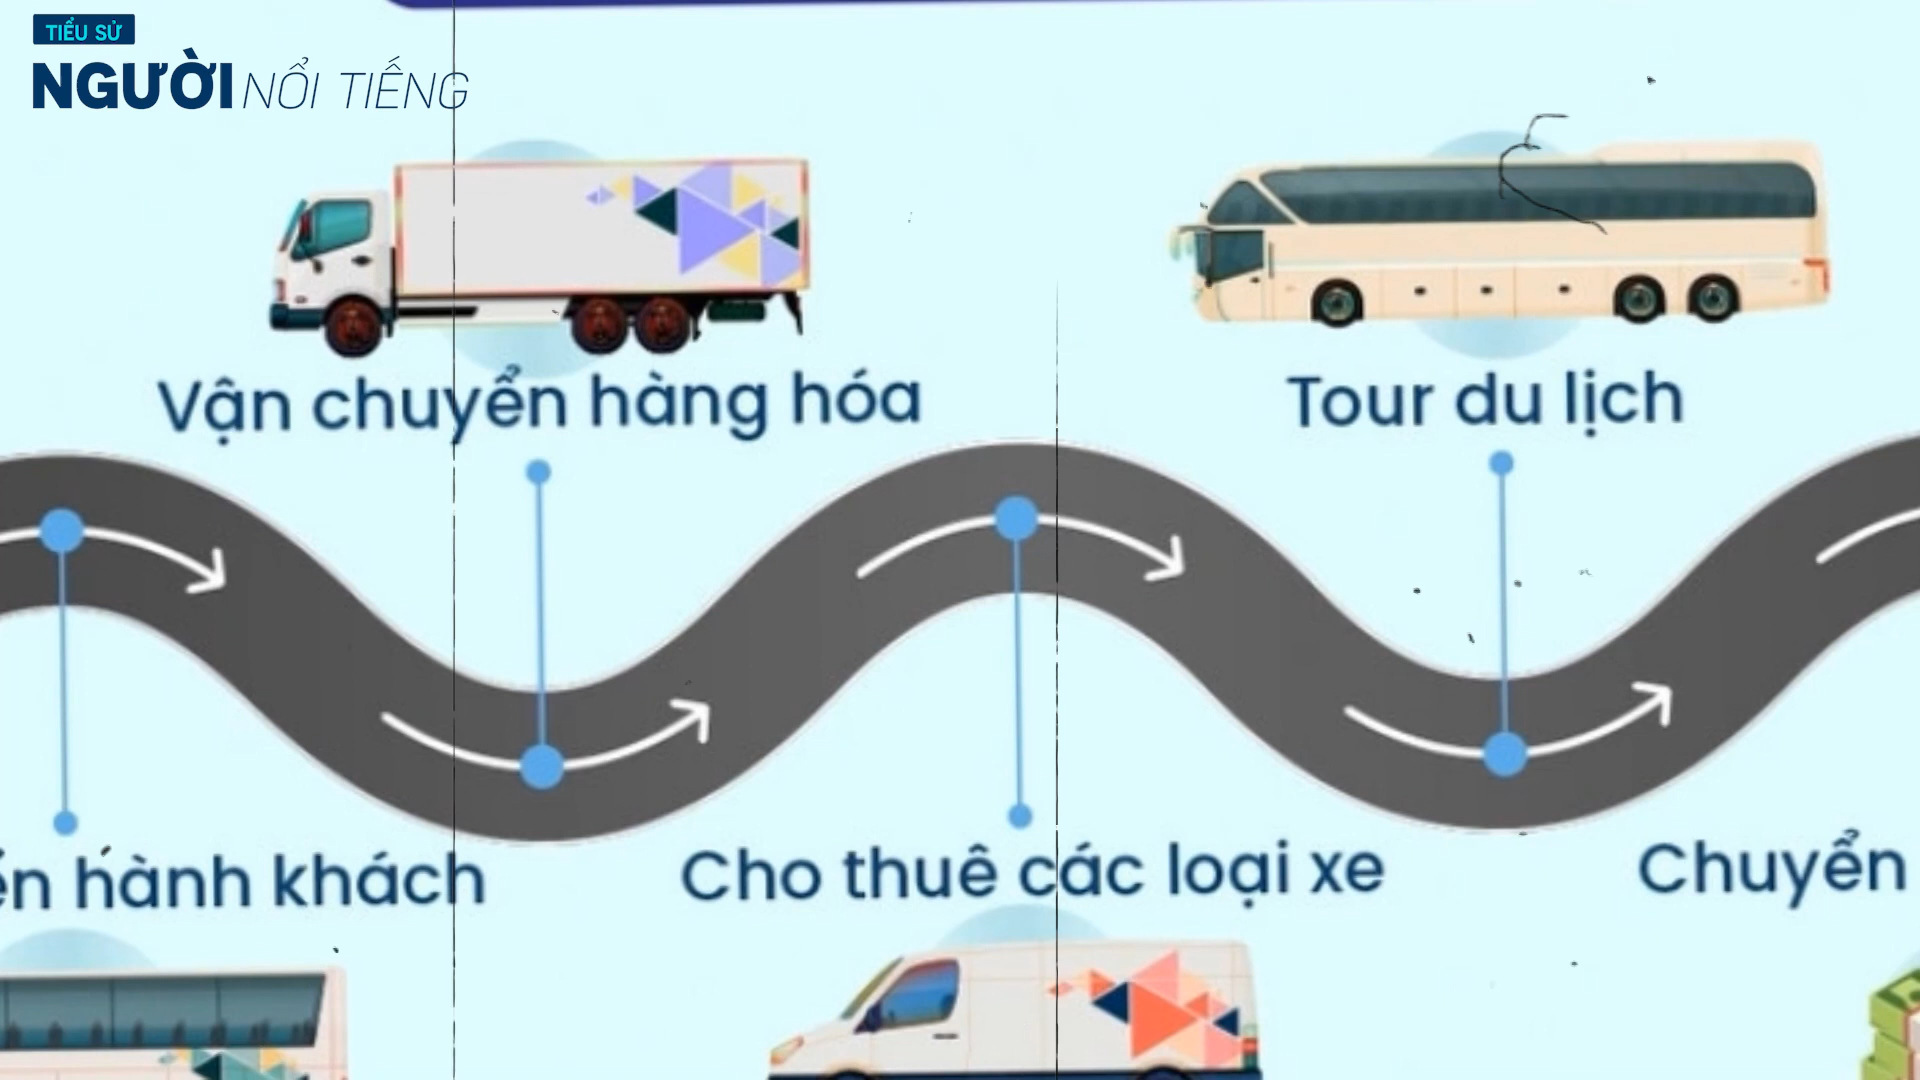 TIỂU SỬ
NGƯỜI NỔI TIẾNG
Vận chuyển hàng hóa
Tour du lịch
hành khách
Cho thuê các loại xe
Chuyển